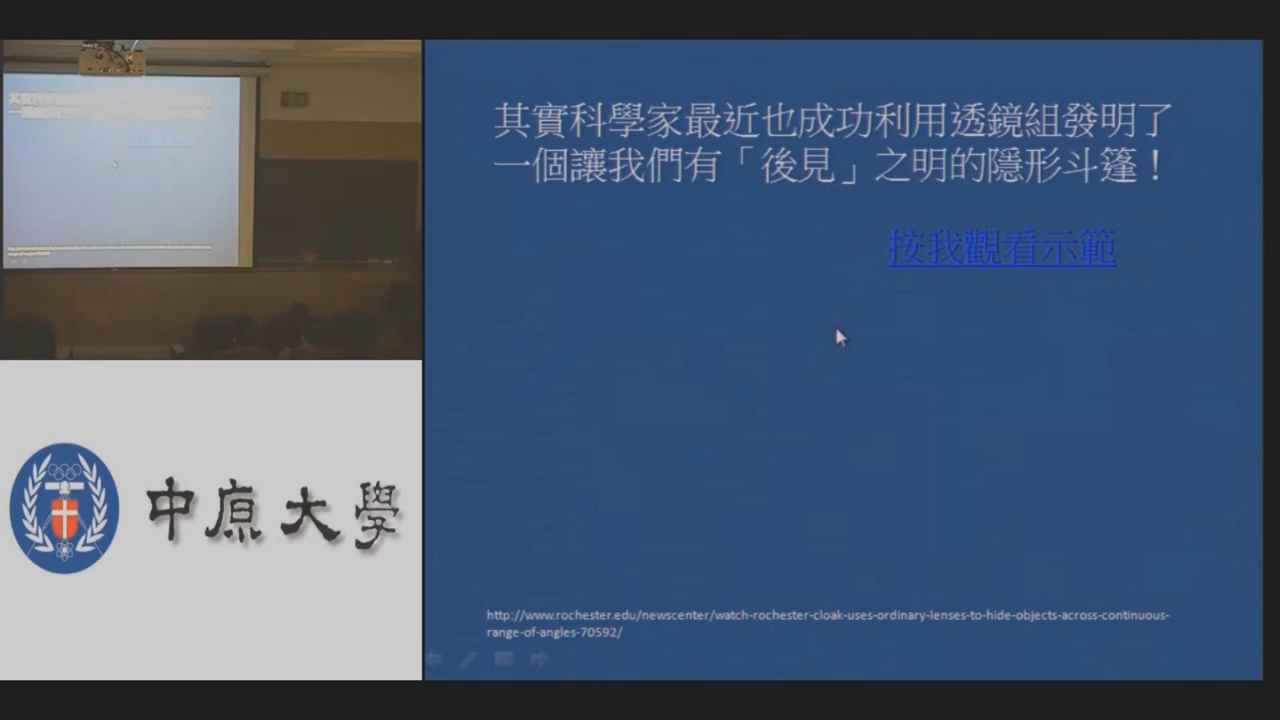 其實科學家最近也成功利用透鏡組發明了
一個讓我們有「後見」之明的隱形斗篷！
按我觀看示範
http://www.rochester.edu/newscenter/watch-rochester-cloak-uses-ordinary-lenses-to-hide-objects-across-continuous-
range-of-angles-70592/
中原大學